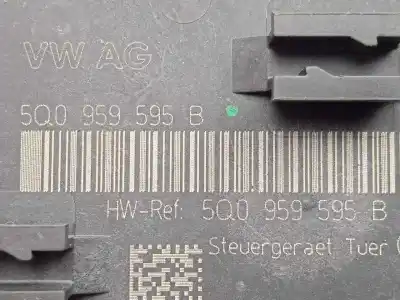 VW AG
5Q0 959 595 B
HW-Ref: 5Q0 959 595 B
Steuergeraet Tuer (